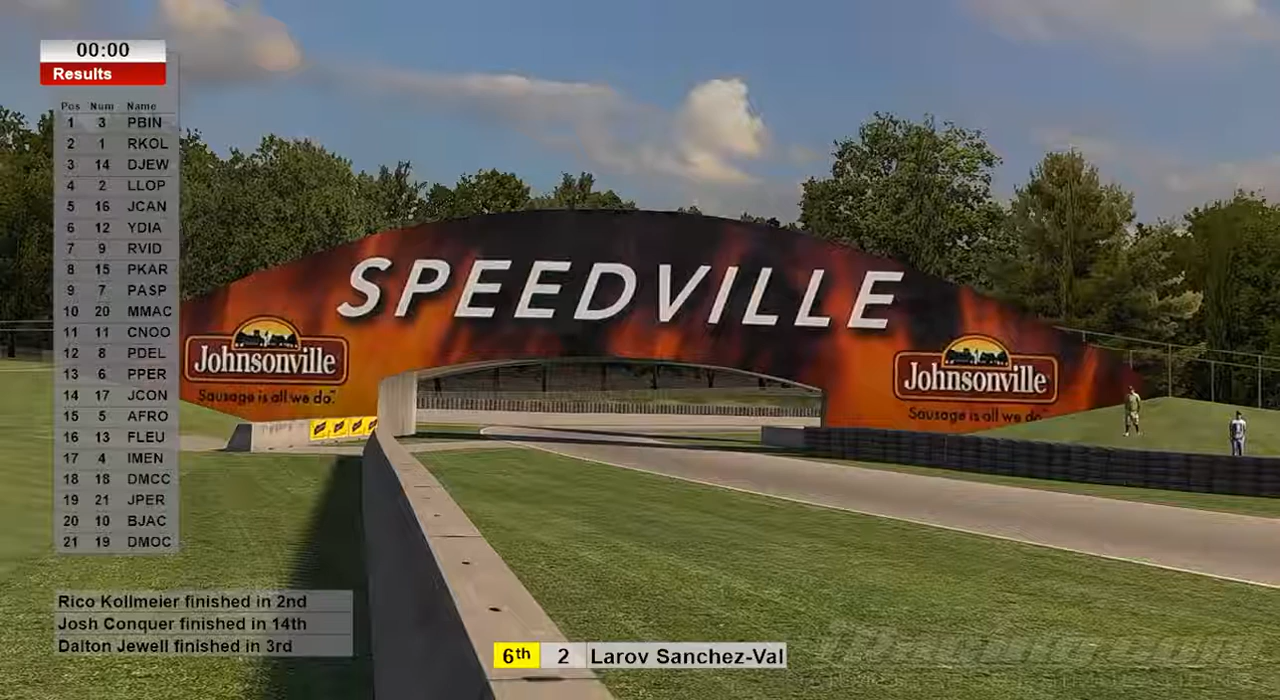 00:00
Results
Pos Num Name
1 3 PBIN
2 1 RKOL
3 14 DJEW
4 2 LLOP
5 16 JCAN
6 12 YDIA
7 9 RVID
8 15 PKAR
9 7 PASP
10 20 MMAC
11 11 CNOO
12 8 PDEL
13 6 PPER
14 17 JCON
15 5 AFRO
16 13 FLEU
17 4 IMEN
18 18 DMCC
19 21 JPER
20 10 BJAC
21 19 DMOC
SPEEDVILLE
Johnsonville
Sausage is all we do.™
Johnsonville
Sausage is all we do™
Rico Kollmeier finished in 2nd
Josh Conquer finished in 14th
Dalton Jewell finished in 3rd
6th 2 Larov Sanchez-Val